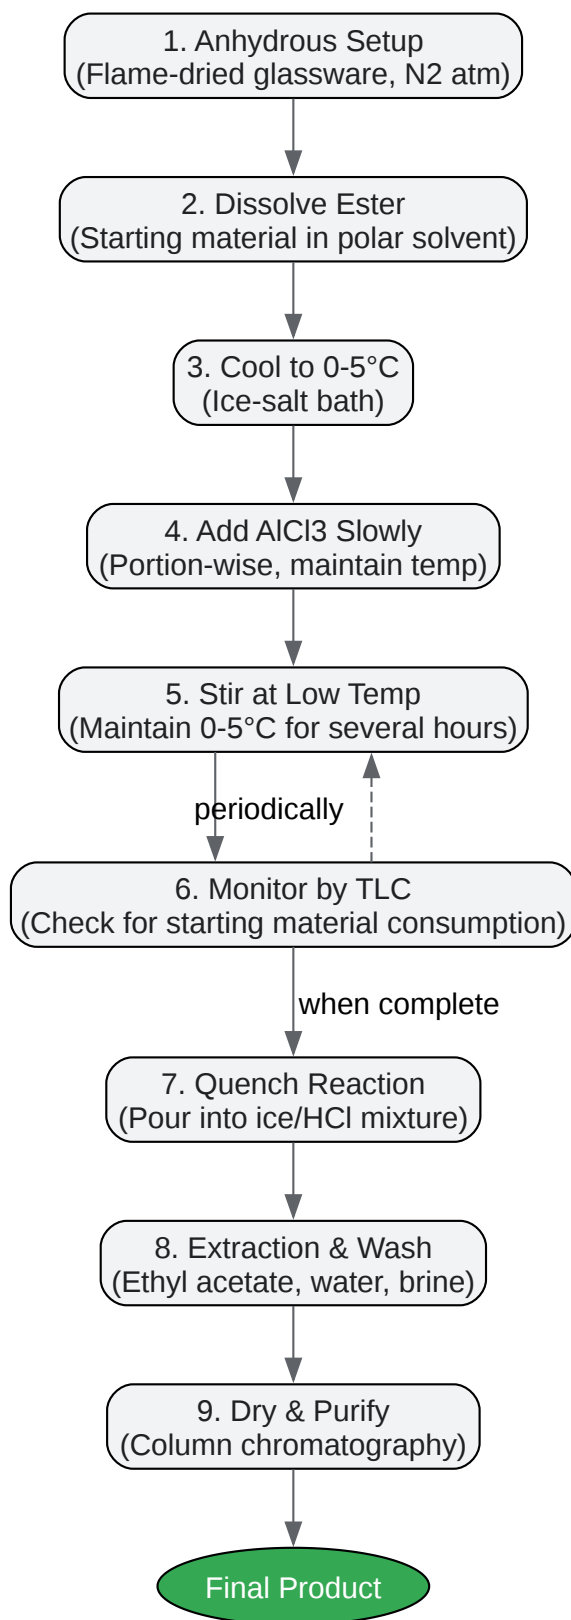 1. Anhydrous Setup
(Flame-dried glassware, N2 atm)
2. Dissolve Ester
(Starting material in polar solvent)
3. Cool to 0-5°C
(Ice-salt bath)
4. Add AlCl3 Slowly
(Portion-wise, maintain temp)
5. Stir at Low Temp
(Maintain 0-5°C for several hours)
periodically
6. Monitor by TLC
(Check for starting material consumption)
when complete
7. Quench Reaction
(Pour into ice/HCl mixture)
8. Extraction & Wash
(Ethyl acetate, water, brine)
9. Dry & Purify
(Column chromatography)
Final Product